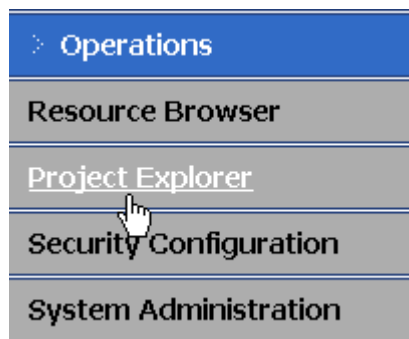 > Operations
Resource Browser
Project Explorer
Security Configuration
System Administration